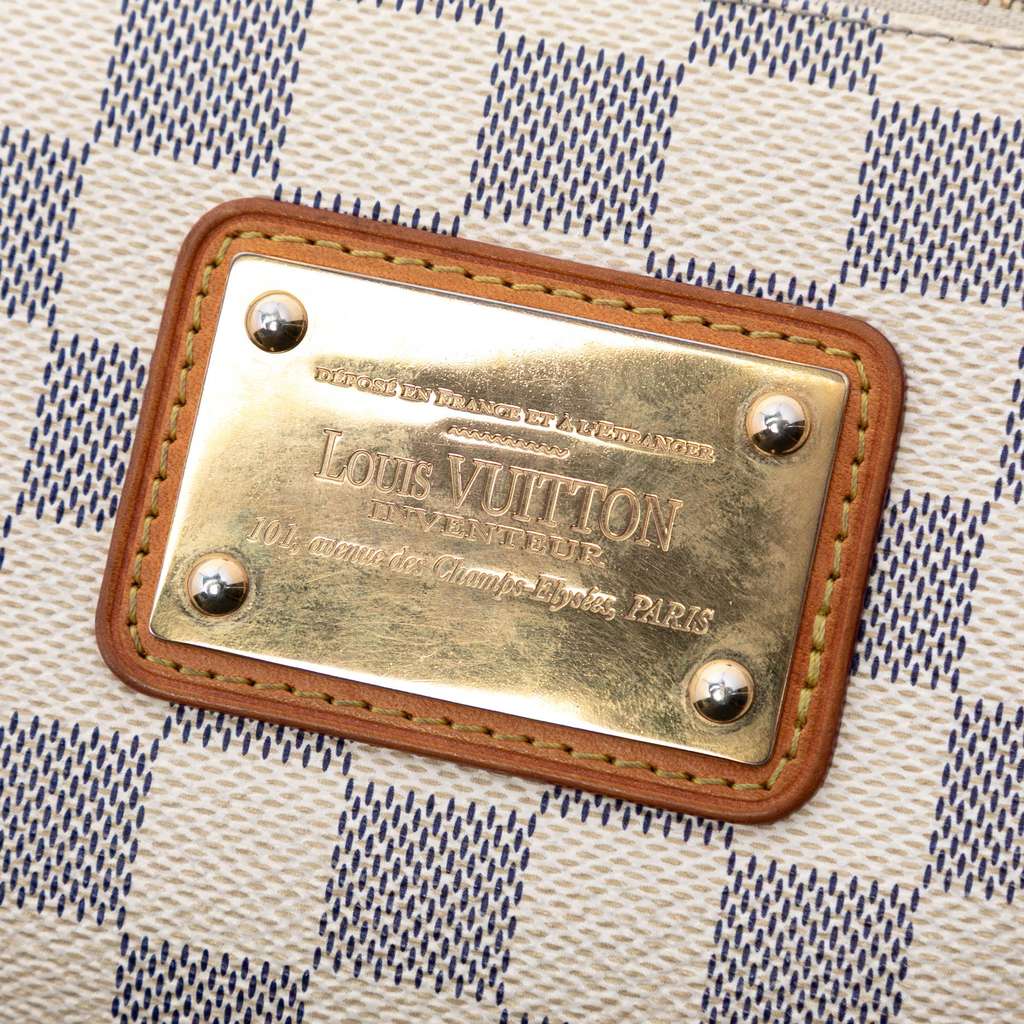 DÉPOSÉ EN FRANCE ET À L'ETRANGER
LOUIS VUITTON
INVENTEUR
101, avenue des Champs-Elysées, PARIS